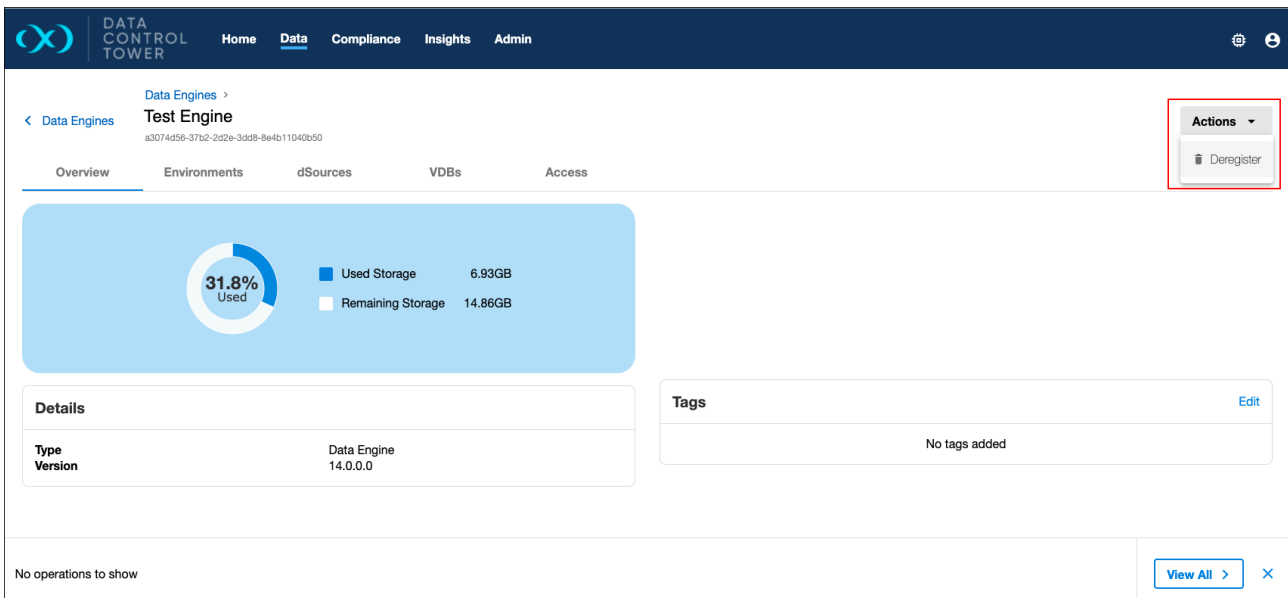 DATA
CONTROL
TOWER
Home Data Compliance Insights Admin
Data Engines >
< Data Engines
Test Engine
a3074d56-37b2-2d2e-3dd8-8e4b11040b50
Actions
Deregister
Overview Environments dSources VDBs Access
31.8%
Used
Used Storage 6.93GB
Remaining Storage 14.86GB
Details
Type Data Engine
Version 14.0.0.0
Tags Edit
No tags added
No operations to show
View All >